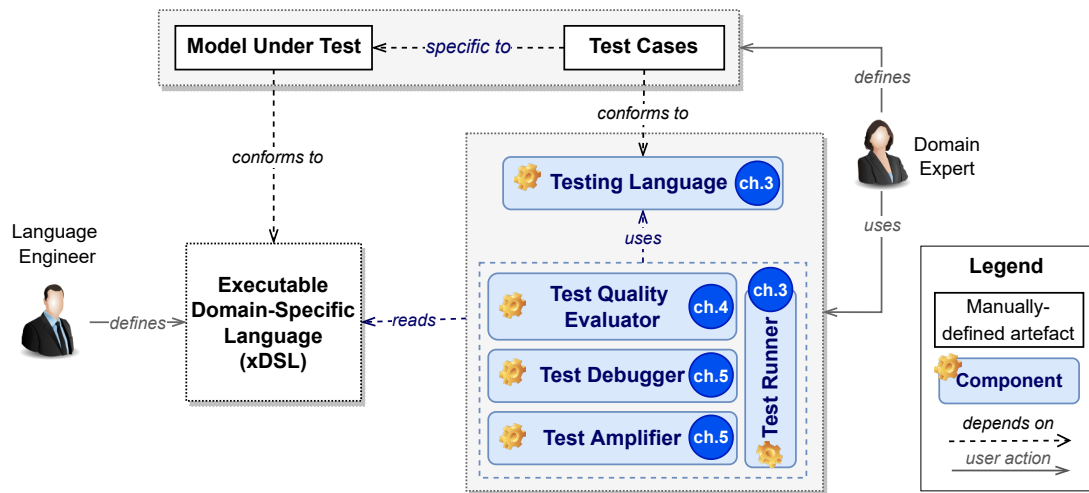 Model Under Test
specific to
Test Cases
defines
conforms to
conforms to
Domain
Expert
Testing Language
ch.3
uses
uses
Language
Engineer
defines
Executable
Domain-Specific
Language
(xDSL)
reads
Test Quality
Evaluator
ch.4
ch.3
Test Runner
Test Debugger
ch.5
Test Amplifier
ch.5
Legend
Manually-
defined artefact
Component
depends on
user action